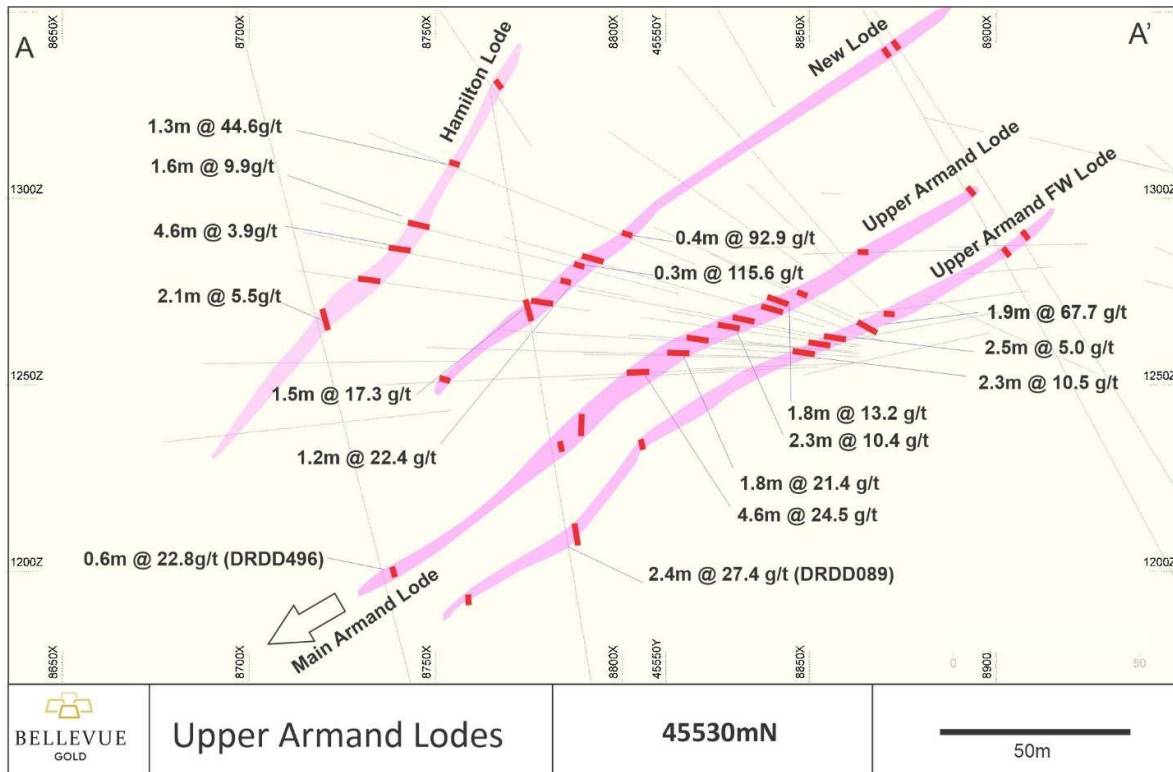 A
8650X
8700X
8750X
8800X
45550Y
8850X
8900X
A'
New Lode
Hamilton Lode
1.3m @ 44.6g/t
1.6m @ 9.9g/t
Upper Armand Lode
1300Z
1300Z
4.6m @ 3.9g/t
Upper Armand FW Lode
0.4m @ 92.9 g/t
0.3m @ 115.6 g/t
2.1m @ 5.5g/t
1.9m @ 67.7 g/t
2.5m @ 5.0 g/t
1250Z
1250Z
2.3m @ 10.5 g/t
1.5m @ 17.3 g/t
1.8m @ 13.2 g/t
2.3m @ 10.4 g/t
1.2m @ 22.4 g/t
1.8m @ 21.4 g/t
4.6m @ 24.5 g/t
0.6m @ 22.8g/t (DRDD496)
1200Z
1200Z
2.4m @ 27.4 g/t (DRDD089)
Main Armand Lode
8650X
8700X
8750X
8800X
45550Y
8850X
8900X
0
50
BELLEVUE
GOLD
Upper Armand Lodes
45530mN
50m